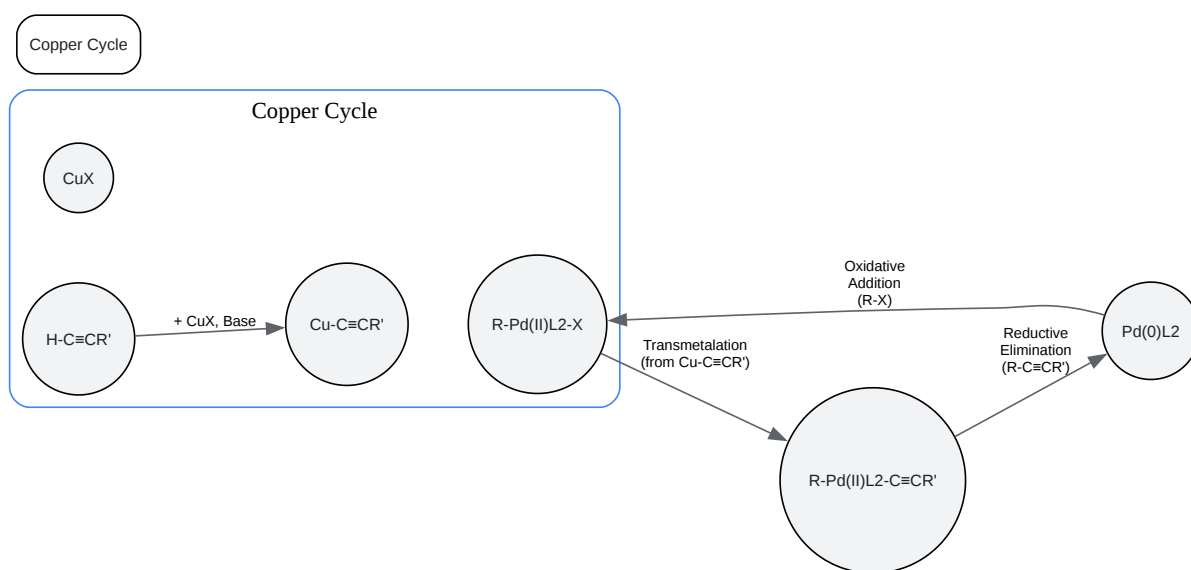 Copper Cycle
Copper Cycle
CuX
H-C≡CR'
+ CuX, Base
Cu-C≡CR'
R-Pd(II)L2-X
Oxidative
Addition
(R-X)
Transmetalation
(from Cu-C≡CR')
Reductive
Elimination
(R-C≡CR')
Pd(0)L2
R-Pd(II)L2-C≡CR'